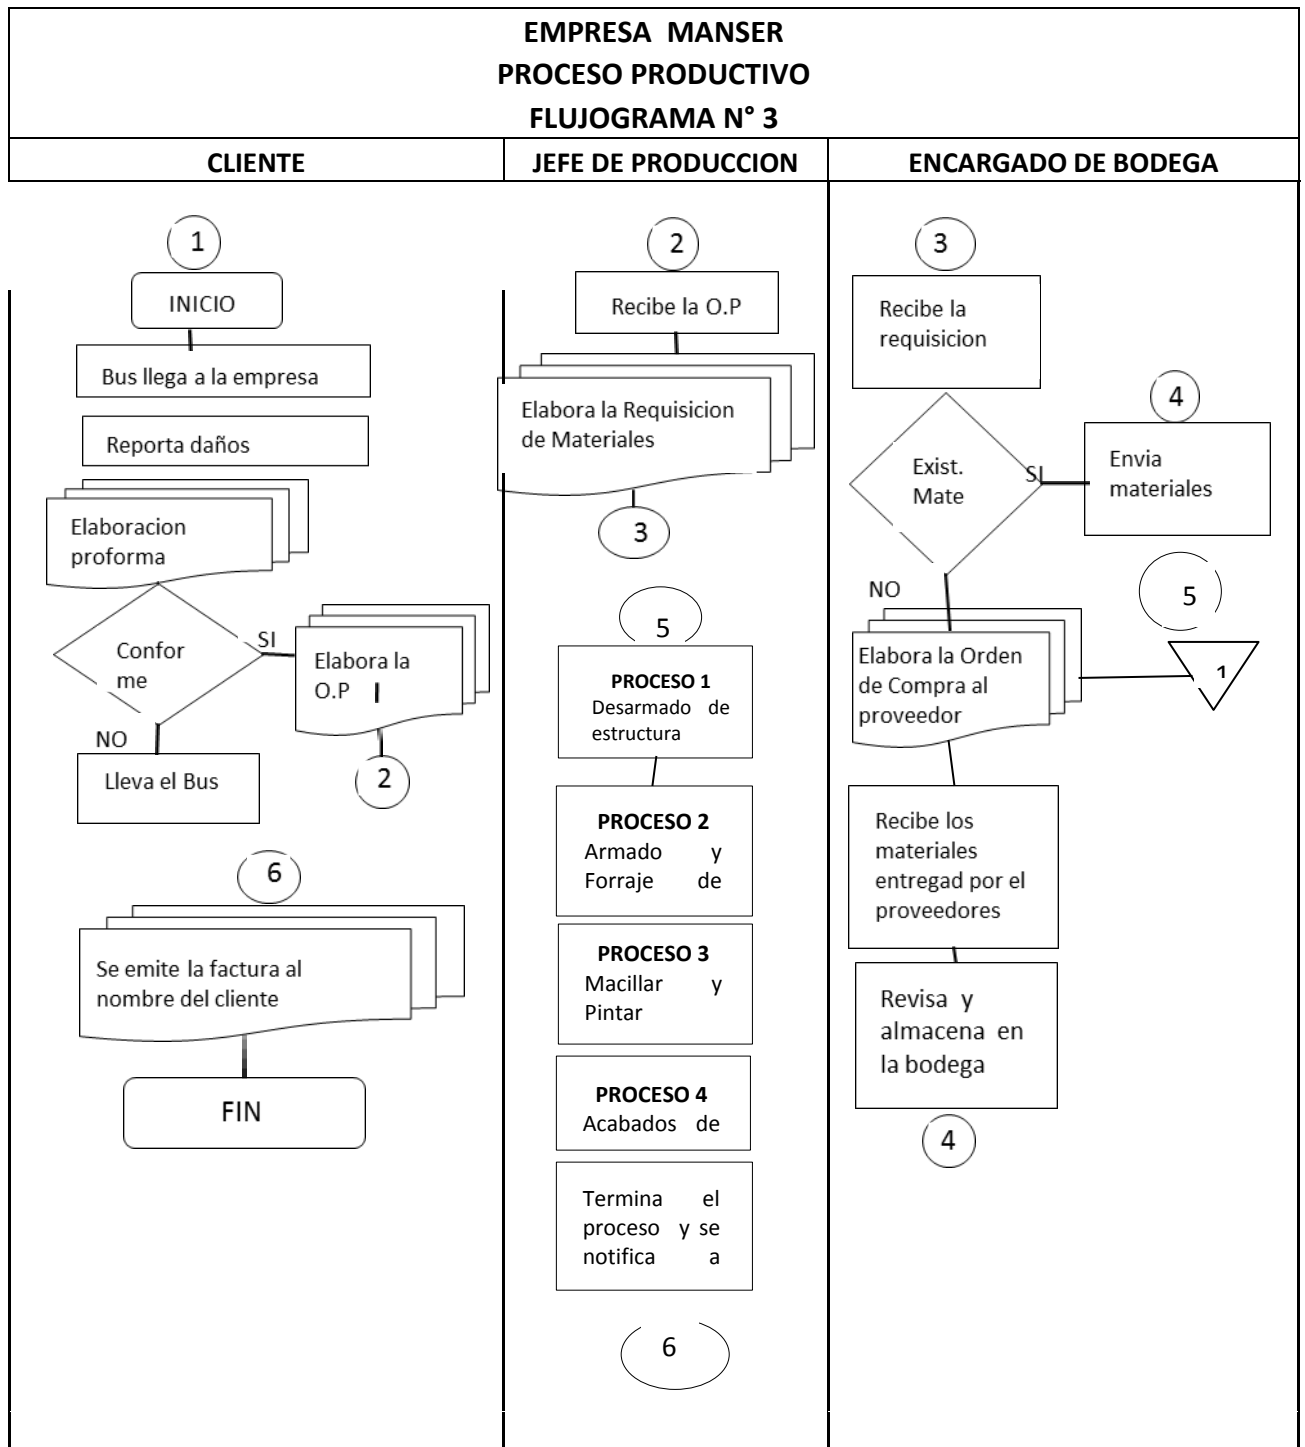 EMPRESA MANSER
PROCESO PRODUCTIVO
FLUJOGRAMA N° 3
CLIENTE
1
INICIO
Bus llega a la empresa
Reporta daños
Elaboracion
proforma
Confor
me
SI
Elabora la
O.P
2
NO
Lleva el Bus
6
Se emite la factura al
nombre del cliente
FIN
JEFE DE PRODUCCION
2
Recibe la O.P
Elabora la Requisicion
de Materiales
3
5
PROCESO 1
Desarmado de
estructura
PROCESO 2
Armado y
Forraje de
PROCESO 3
Macillar y
Pintar
PROCESO 4
Acabados de
Termina el
proceso y se
notifica a
6
ENCARGADO DE BODEGA
3
Recibe la
requisicion
Exist.
Mate
SI
4
Envia
materiales
5
NO
Elabora la Orden
de Compra al
proveedor
1
Recibe los
materiales
entregad por el
proveedores
Revisa y
almacena en
la bodega
4